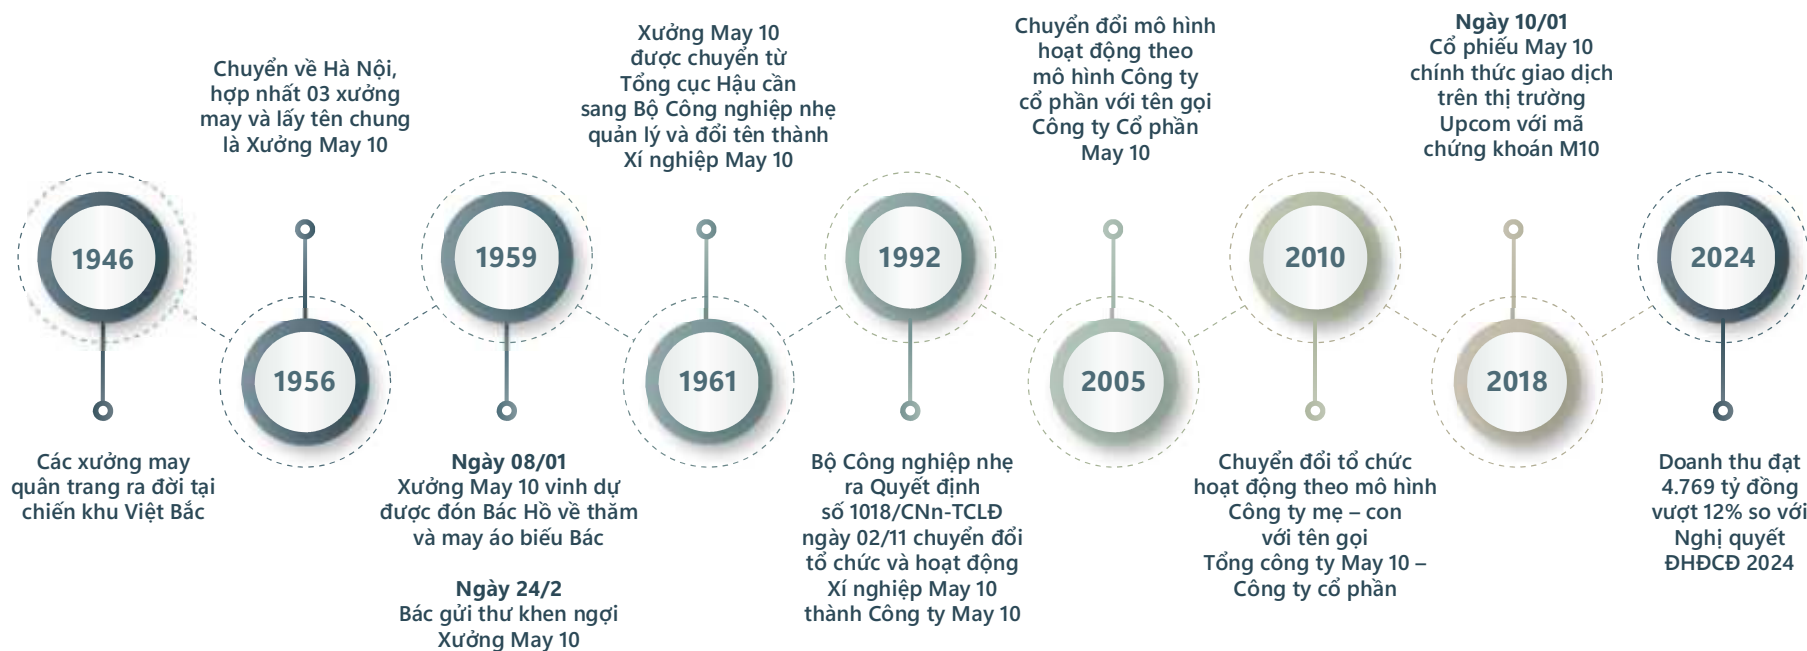 1946
Các xưởng may
quân trang ra đời tại
chiến khu Việt Bắc
Chuyển về Hà Nội,
hợp nhất 03 xưởng
may và lấy tên chung
là Xưởng May 10
1956
1959
Ngày 08/01
Xưởng May 10 vinh dự
được đón Bác Hồ về thăm
và may áo biếu Bác
Ngày 24/2
Bác gửi thư khen ngợi
Xưởng May 10
Xưởng May 10
được chuyển từ
Tổng cục Hậu cần
sang Bộ Công nghiệp nhẹ
quản lý và đổi tên thành
Xí nghiệp May 10
1961
1992
Bộ Công nghiệp nhẹ
ra Quyết định
số 1018/CNn-TCLĐ
ngày 02/11 chuyển đổi
tổ chức và hoạt động
Xí nghiệp May 10
thành Công ty May 10
Chuyển đổi mô hình
hoạt động theo
mô hình Công ty
cổ phần với tên gọi
Công ty Cổ phần
May 10
2005
2010
Chuyển đổi tổ chức
hoạt động theo mô hình
Công ty mẹ – con
với tên gọi
Tổng công ty May 10 –
Công ty cổ phần
Ngày 10/01
Cổ phiếu May 10
chính thức giao dịch
trên thị trường
Upcom với mã
chứng khoán M10
2018
2024
Doanh thu đạt
4.769 tỷ đồng
vượt 12% so với
Nghị quyết
ĐHĐCĐ 2024